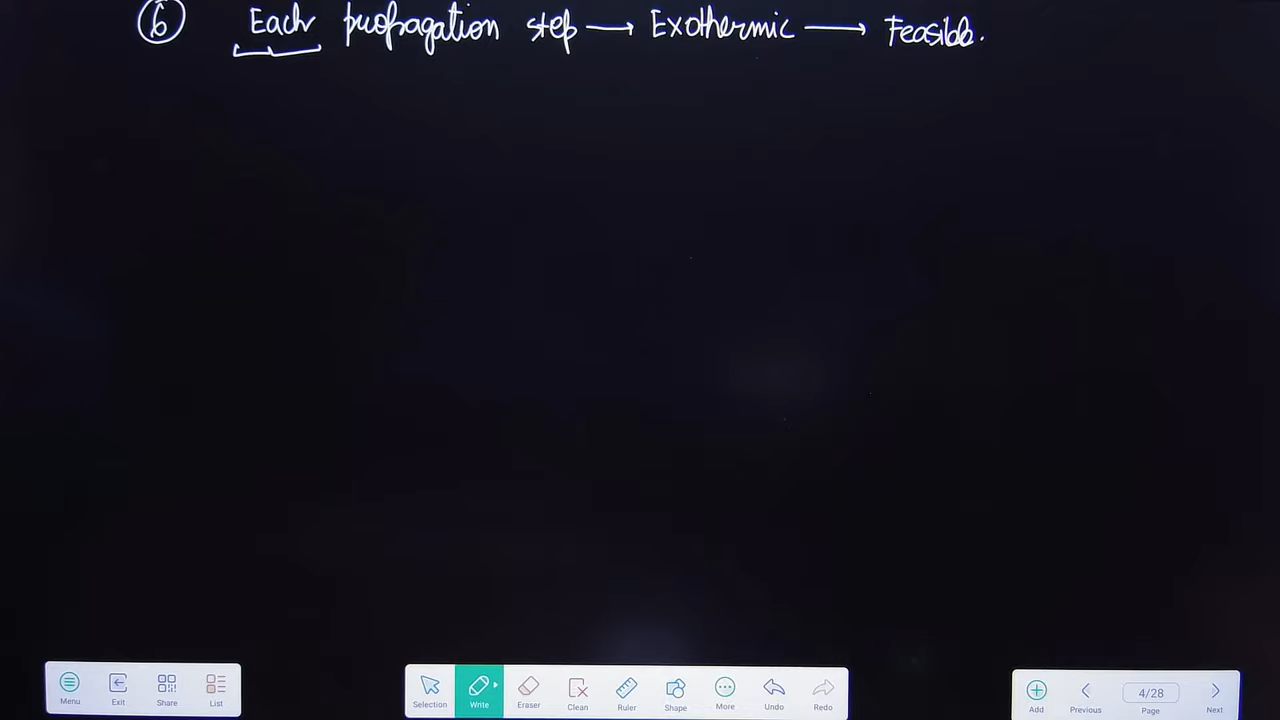 ⑥ Each propagation step → Exothermic → Feasible.
Menu Exit Share List Selection Write Eraser Clean Ruler Shape More Undo Redo Add Previous 4/28 Page Next